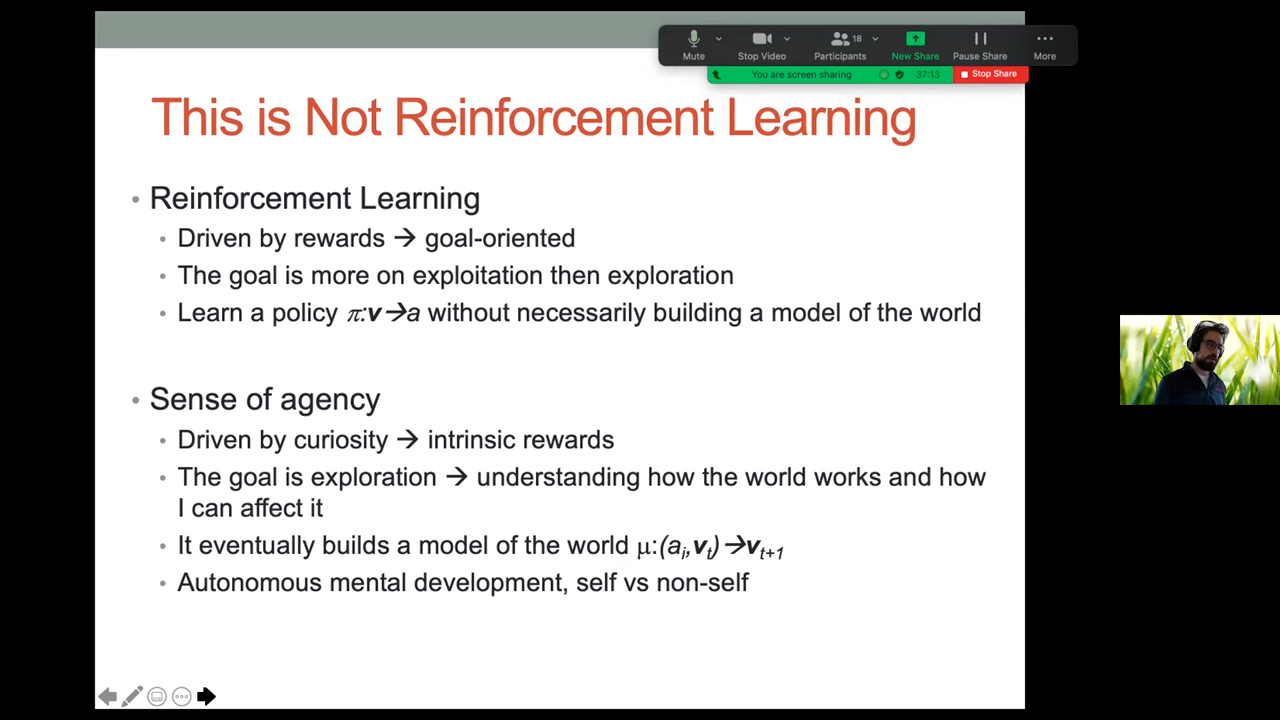 18
Mute
Stop Video
Participants
New Share
Pause Share
More
You are screen sharing
37:13
Stop Share
This is Not Reinforcement Learning
• Reinforcement Learning
• Driven by rewards → goal-oriented
• The goal is more on exploitation then exploration
• Learn a policy π:v→a without necessarily building a model of the world
• Sense of agency
• Driven by curiosity → intrinsic rewards
• The goal is exploration → understanding how the world works and how
I can affect it
• It eventually builds a model of the world μ:(aᵢ,vₜ)→vₜ₊₁
• Autonomous mental development, self vs non-self